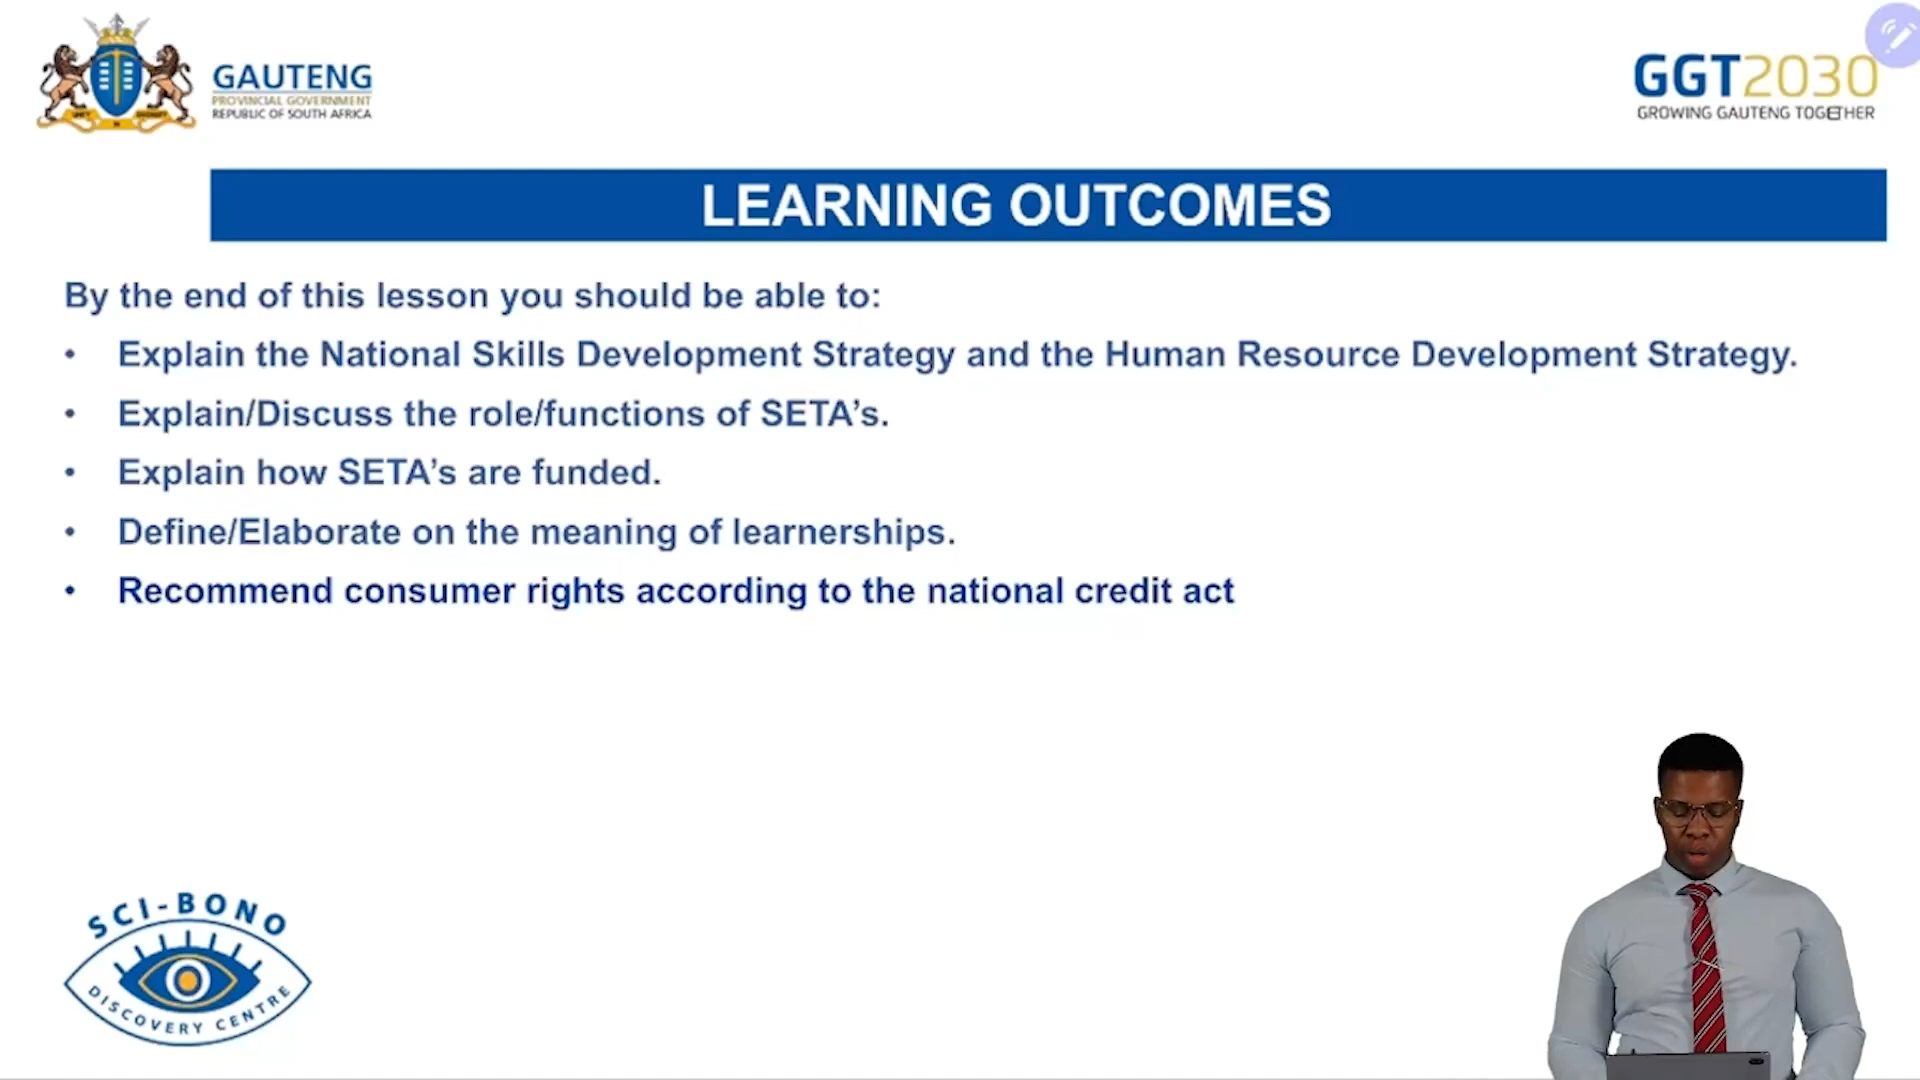 GAUTENG
PROVINCIAL GOVERNMENT
REPUBLIC OF SOUTH AFRICA
GGT2030
GROWING GAUTENG TOGETHER
LEARNING OUTCOMES
By the end of this lesson you should be able to:
• Explain the National Skills Development Strategy and the Human Resource Development Strategy.
• Explain/Discuss the role/functions of SETA’s.
• Explain how SETA’s are funded.
• Define/Elaborate on the meaning of learnerships.
• Recommend consumer rights according to the national credit act
SCI-BONO
DISCOVERY CENTRE